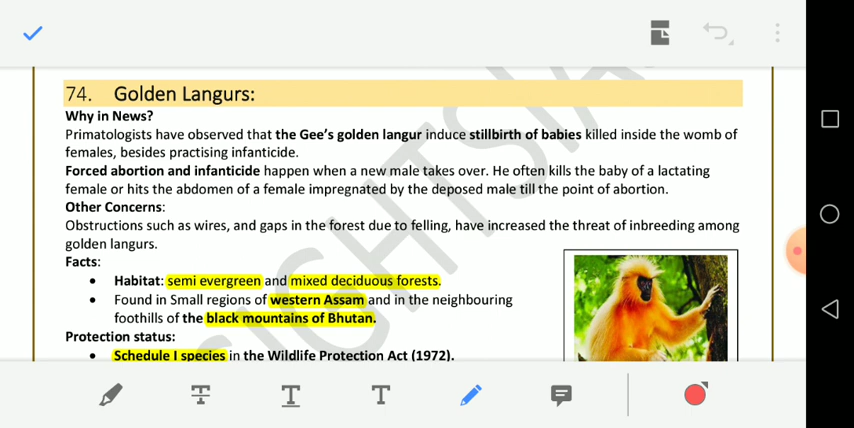 74. Golden Langurs:
Why in News?
Primatologists have observed that the Gee's golden langur induce stillbirth of babies killed inside the womb of
females, besides practising infanticide.
Forced abortion and infanticide happen when a new male takes over. He often kills the baby of a lactating
female or hits the abdomen of a female impregnated by the deposed male till the point of abortion.
Other Concerns:
Obstructions such as wires, and gaps in the forest due to felling, have increased the threat of inbreeding among
golden langurs.
Facts:
• Habitat: semi evergreen and mixed deciduous forests.
• Found in Small regions of western Assam and in the neighbouring
foothills of the black mountains of Bhutan.
Protection status:
• Schedule I species in the Wildlife Protection Act (1972).